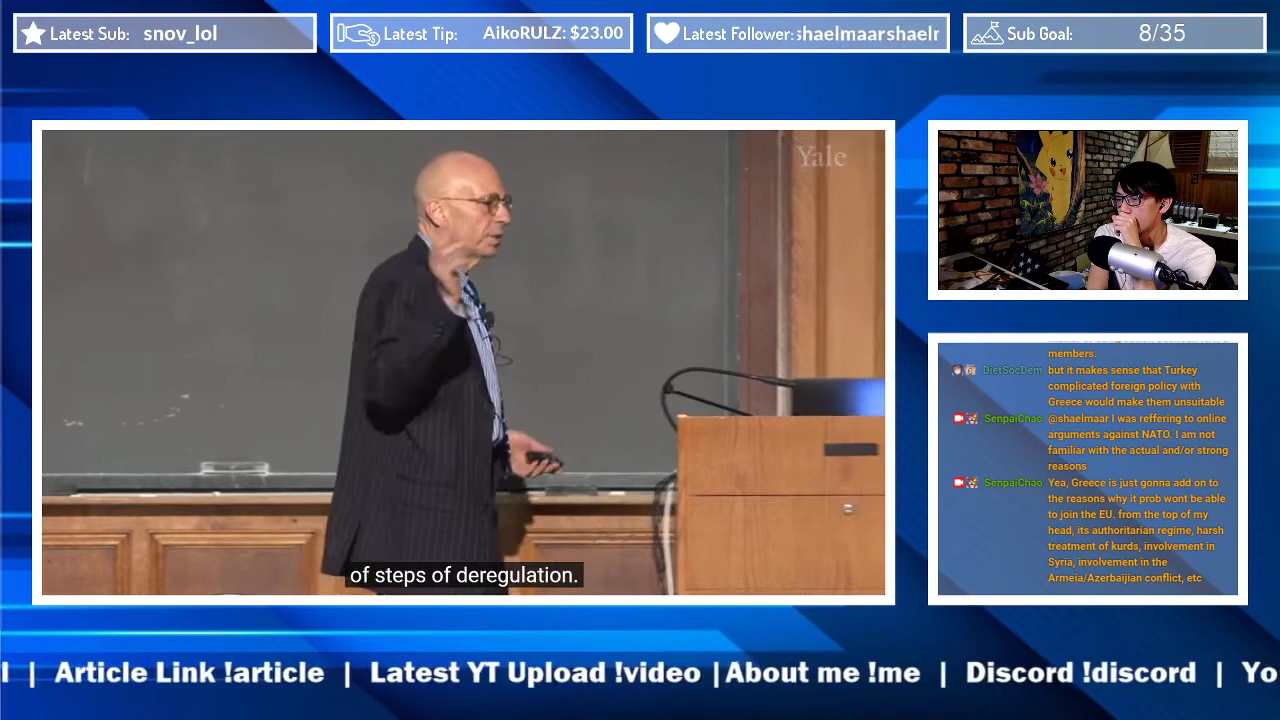 Latest Sub: snov_lol
Latest Tip: AikoRULZ: $23.00
Latest Follower: shaelmaarshaelr
Sub Goal: 8/35
Yale
of steps of deregulation.
members.
DietSocDem but it makes sense that Turkey
complicated foreign policy with
Greece would make them unsuitable
SenpaiChao @shaelmaar I was reffering to online
arguments against NATO. I am not
familiar with the actual and/or strong
reasons
SenpaiChao Yea, Greece is just gonna add on to
the reasons why it prob wont be able
to join the EU. from the top of my
head, its authoritarian regime, harsh
treatment of kurds, involvement in
Syria, involvement in the
Armeia/Azerbaijian conflict, etc
| Article Link !article | Latest YT Upload !video | About me !me | Discord !discord | Yo